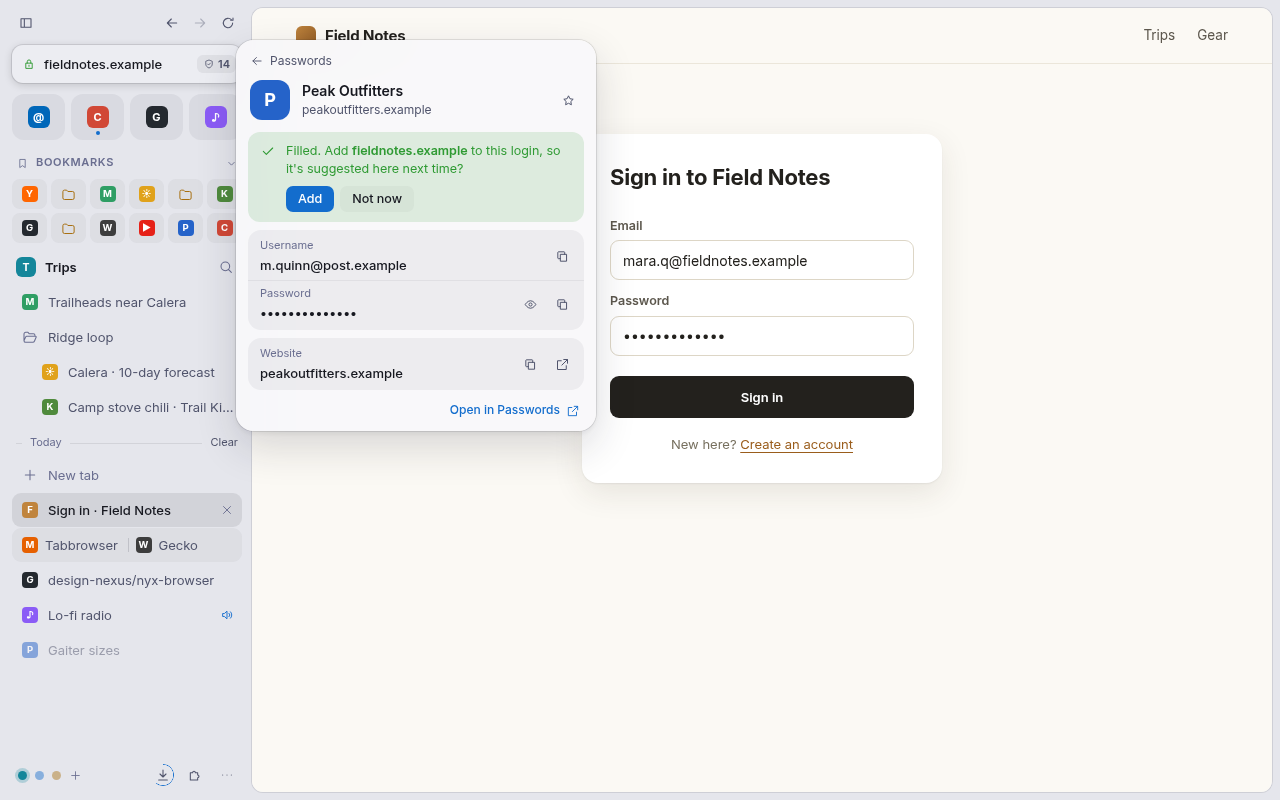 fieldnotes.example
14
@
C
G
BOOKMARKS
Y
M
K
G
W
P
C
T Trips
M Trailheads near Calera
Ridge loop
Calera · 10-day forecast
K Camp stove chili · Trail Ki...
Today
Clear
New tab
F Sign in · Field Notes
M Tabbrowser
W Gecko
G design-nexus/nyx-browser
Lo-fi radio
P Gaiter sizes
Passwords
P
Peak Outfitters
peakoutfitters.example
Filled. Add fieldnotes.example to this login, so
it's suggested here next time?
Add
Not now
Username
m.quinn@post.example
Password
••••••••••••••
Website
peakoutfitters.example
Open in Passwords
Field Notes
Trips
Gear
Sign in to Field Notes
Email
mara.q@fieldnotes.example
Password
•••••••••••••
Sign in
New here? Create an account